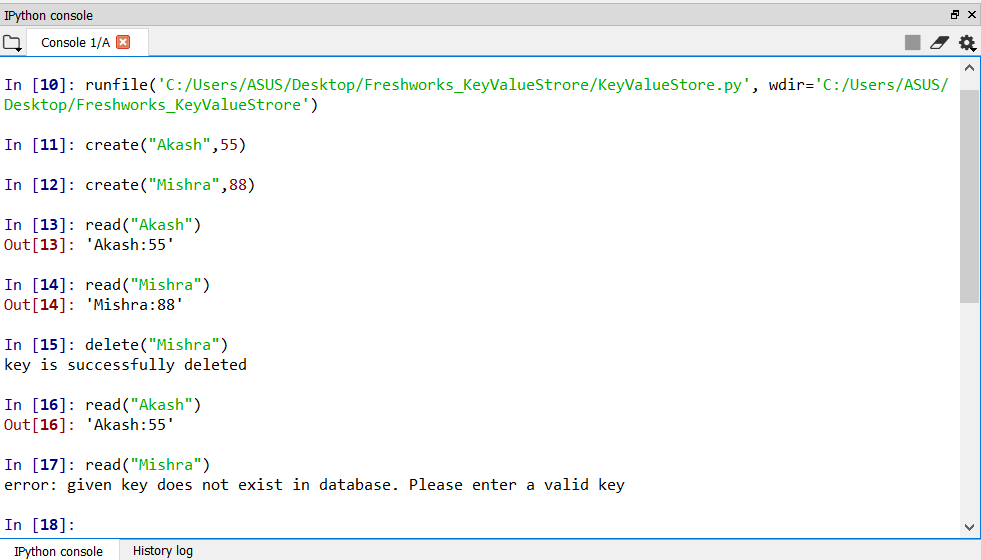 IPython console
Console 1/A
In [10]: runfile('C:/Users/ASUS/Desktop/Freshworks_KeyValueStrore/KeyValueStore.py', wdir='C:/Users/ASUS/
Desktop/Freshworks_KeyValueStrore')
In [11]: create("Akash",55)
In [12]: create("Mishra",88)
In [13]: read("Akash")
Out[13]: 'Akash:55'
In [14]: read("Mishra")
Out[14]: 'Mishra:88'
In [15]: delete("Mishra")
key is successfully deleted
In [16]: read("Akash")
Out[16]: 'Akash:55'
In [17]: read("Mishra")
error: given key does not exist in database. Please enter a valid key
In [18]:
IPython console History log